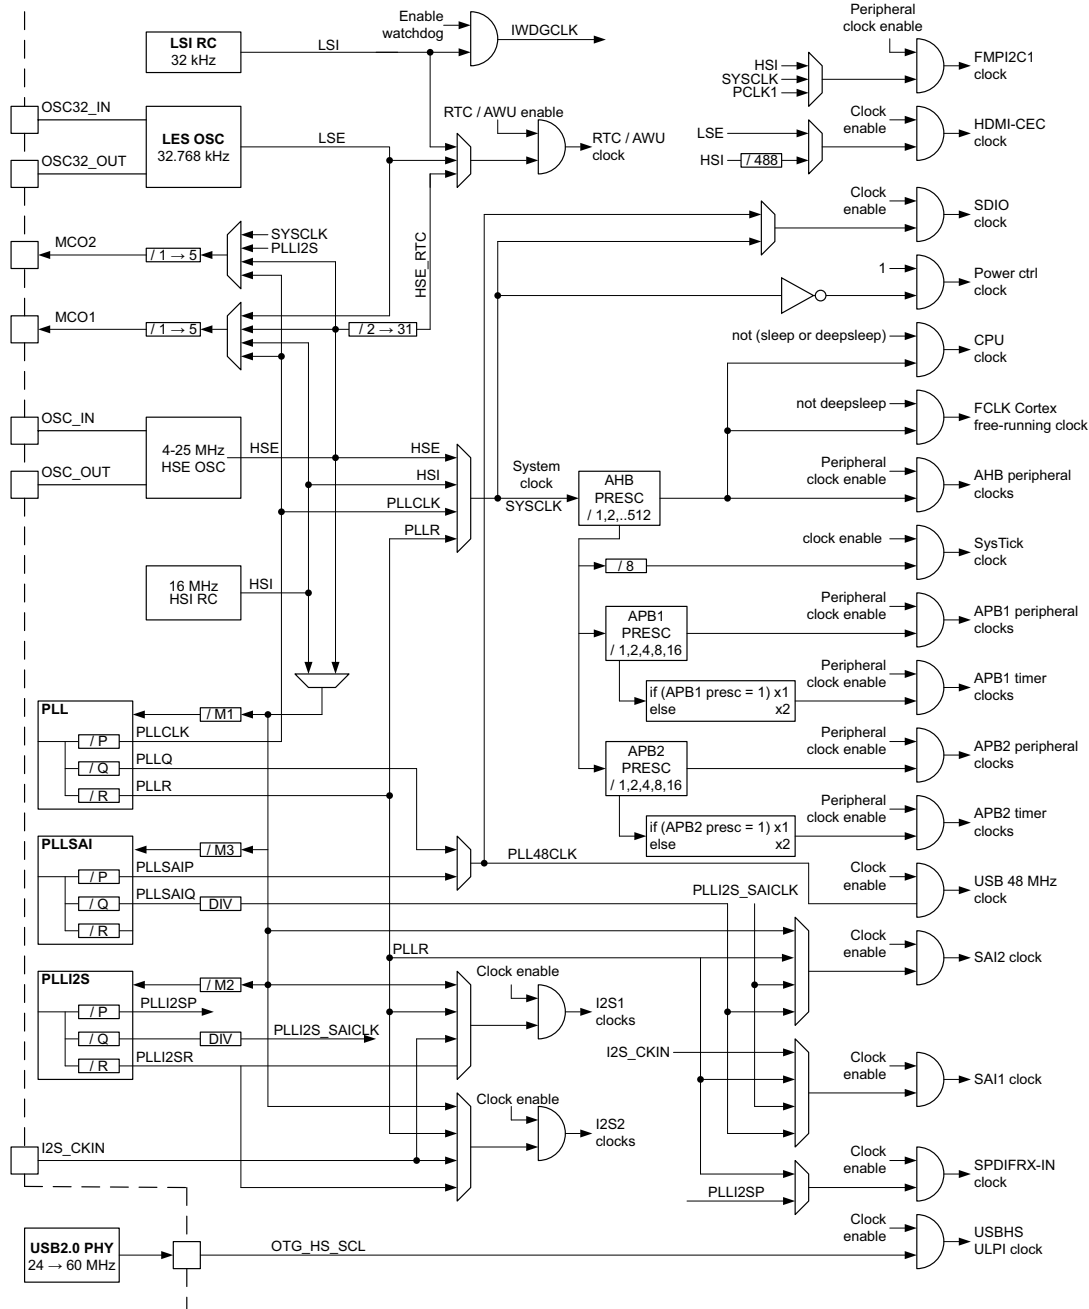 Enable
watchdog
IWDGCLK
Peripheral
clock enable
LSI RC
32 kHz
LSI
FMPI2C1
clock
HSI
SYSCLK
PCLK1
OSC32_IN
LES OSC
32.768 kHz
LSE
OSC32_OUT
RTC / AWU enable
RTC / AWU
clock
Clock
enable
HDMI-CEC
clock
LSE
HSI
/ 488
Clock
enable
SDIO
clock
MCO2
/ 1 → 5
SYSCLK
PLLI2S
HSE_RTC
1
Power ctrl
clock
MCO1
/ 1 → 5
/ 2 → 31
not (sleep or deepsleep)
CPU
clock
not deepsleep
FCLK Cortex
free-running clock
OSC_IN
4-25 MHz
HSE OSC
HSE
OSC_OUT
HSE
HSI
PLLCLK
PLLR
System
clock
SYSCLK
AHB
PRESC
/ 1,2,..512
Peripheral
clock enable
AHB peripheral
clocks
clock enable
SysTick
clock
/ 8
16 MHz
HSI RC
HSI
APB1
PRESC
/ 1,2,4,8,16
Peripheral
clock enable
APB1 peripheral
clocks
if (APB1 presc = 1) x1
else x2
Peripheral
clock enable
APB1 timer
clocks
PLL
/ M1
/ P
PLLCLK
/ Q
PLLQ
/ R
PLLR
APB2
PRESC
/ 1,2,4,8,16
Peripheral
clock enable
APB2 peripheral
clocks
if (APB2 presc = 1) x1
else x2
Peripheral
clock enable
APB2 timer
clocks
PLLSAI
/ M3
/ P
PLLSAIP
/ Q
PLLSAIQ
DIV
/ R
PLL48CLK
Clock
enable
USB 48 MHz
clock
PLLI2S_SAICLK
PLLR
Clock
enable
SAI2 clock
PLLI2S
/ M2
/ P
PLLI2SP
/ Q
DIV
PLLI2S_SAICLK
/ R
PLLI2SR
Clock enable
I2S1
clocks
I2S_CKIN
Clock
enable
SAI1 clock
Clock enable
I2S2
clocks
I2S_CKIN
PLLI2SP
Clock
enable
SPDIFRX-IN
clock
USB2.0 PHY
24 → 60 MHz
OTG_HS_SCL
Clock
enable
USBHS
ULPI clock